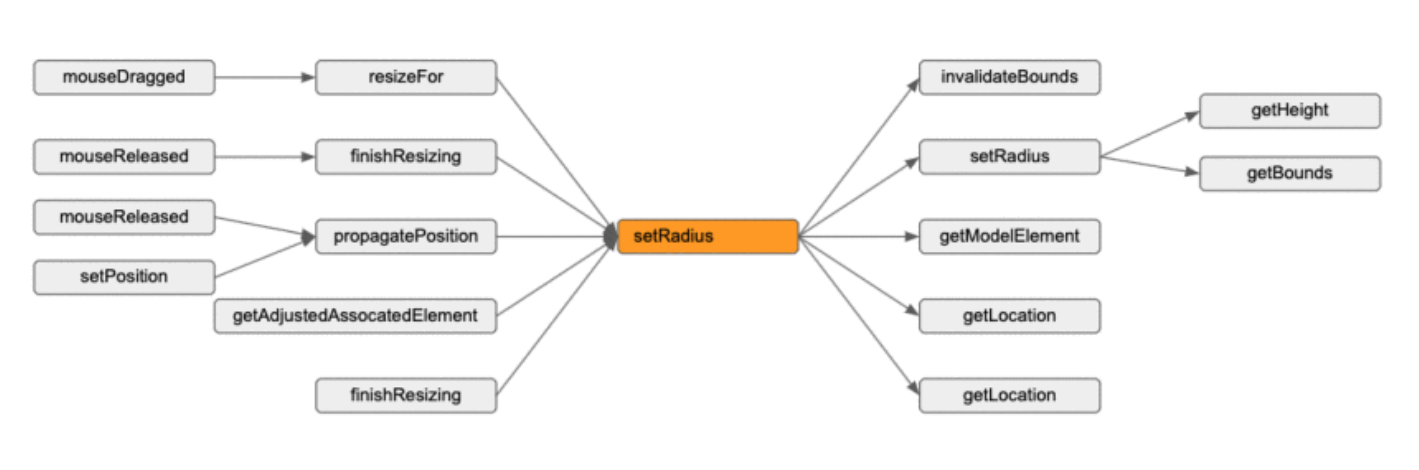 mouseDragged
resizeFor
invalidateBounds
getHeight
mouseReleased
finishResizing
setRadius
getBounds
mouseReleased
propagatePosition
setRadius
getModelElement
setPosition
getAdjustedAssocatedElement
getLocation
finishResizing
getLocation